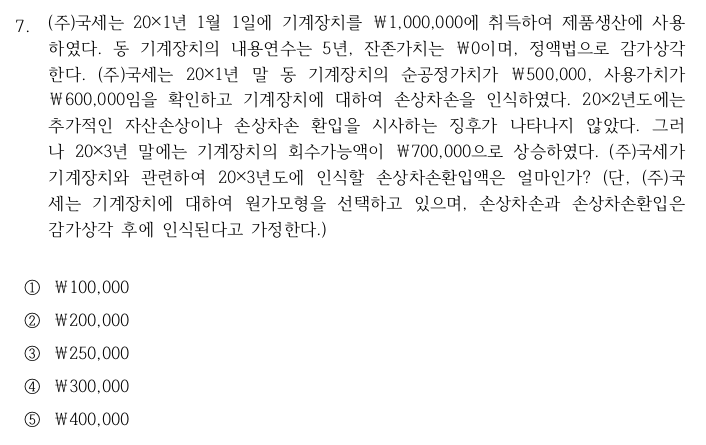 7. (주)국세는 20×1년 1월 1일에 기계장치를 ₩1,000,000에 취득하여 제품생산에 사용
하였다. 동 기계장치의 내용연수는 5년, 잔존가치는 ₩0이며, 정액법으로 감가상각
한다. (주)국세는 20×1년 말 동 기계장치의 순공정가치가 ₩500,000, 사용가치가
₩600,000임을 확인하고 기계장치에 대하여 손상차손을 인식하였다. 20×2년도에는
추가적인 자산손상이나 손상차손 환입을 시사하는 징후가 나타나지 않았다. 그러
나 20×3년 말에는 기계장치의 회수가능액이 ₩700,000으로 상승하였다. (주)국세가
기계장치와 관련하여 20×3년도에 인식할 손상차손환입액은 얼마인가? (단, (주)국
세는 기계장치에 대하여 원가모형을 선택하고 있으며, 손상차손과 손상차손환입은
감가상각 후에 인식된다고 가정한다.)
① ₩100,000
② ₩200,000
③ ₩250,000
④ ₩300,000
⑤ ₩400,000